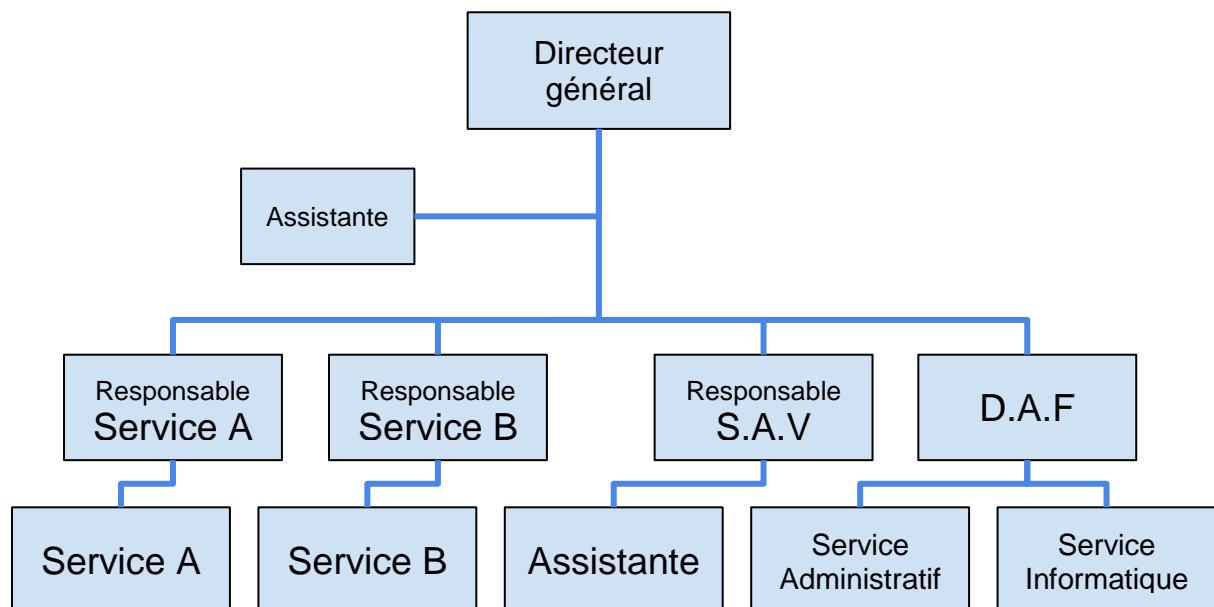 Directeur
général
Assistante
Responsable
Service A
Responsable
Service B
Responsable
S.A.V
D.A.F
Service A
Service B
Assistante
Service
Administratif
Service
Informatique